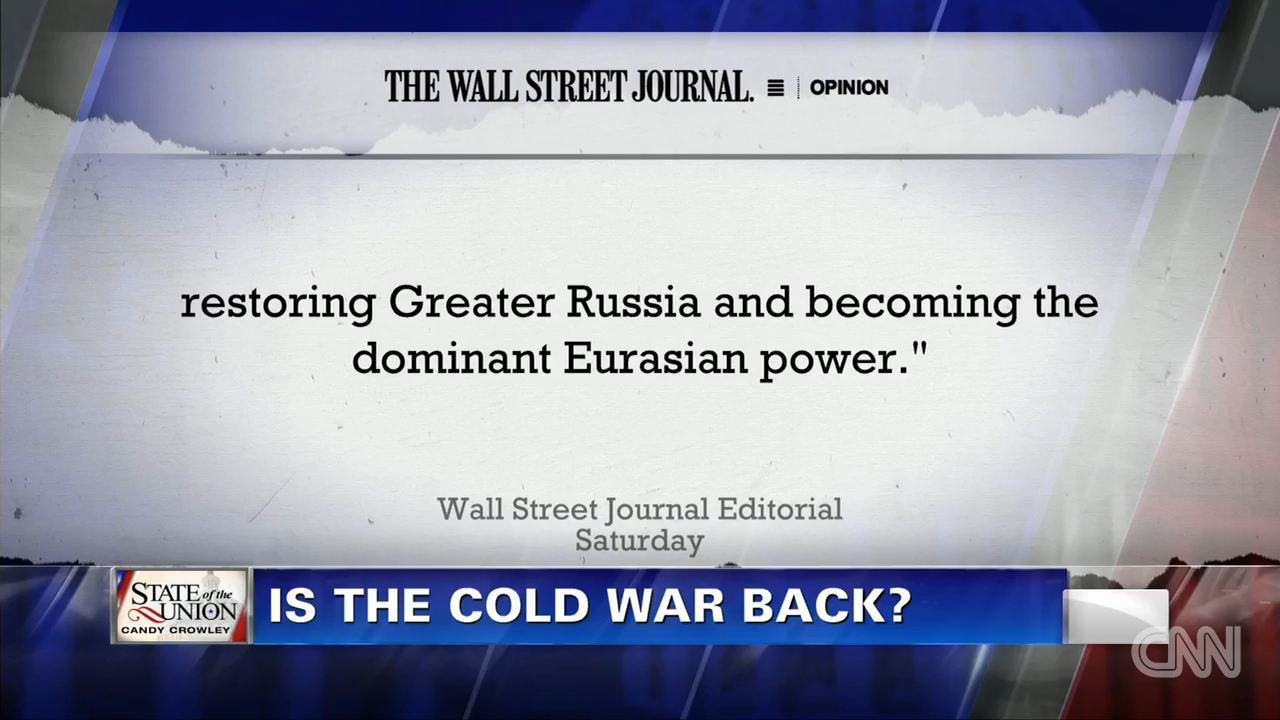 THE WALL STREET JOURNAL. OPINION
restoring Greater Russia and becoming the
dominant Eurasian power."
Wall Street Journal Editorial
Saturday
STATE of the
UNION
CANDY CROWLEY
IS THE COLD WAR BACK?
CNN